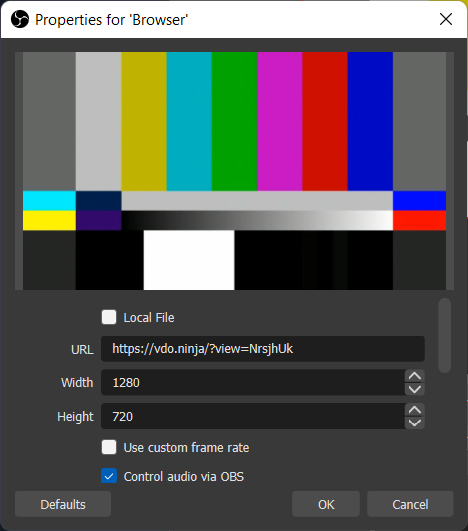 Properties for 'Browser'
Local File
URL https://vdo.ninja/?view=NrsjhUk
Width 1280
Height 720
Use custom frame rate
Control audio via OBS
Defaults OK Cancel